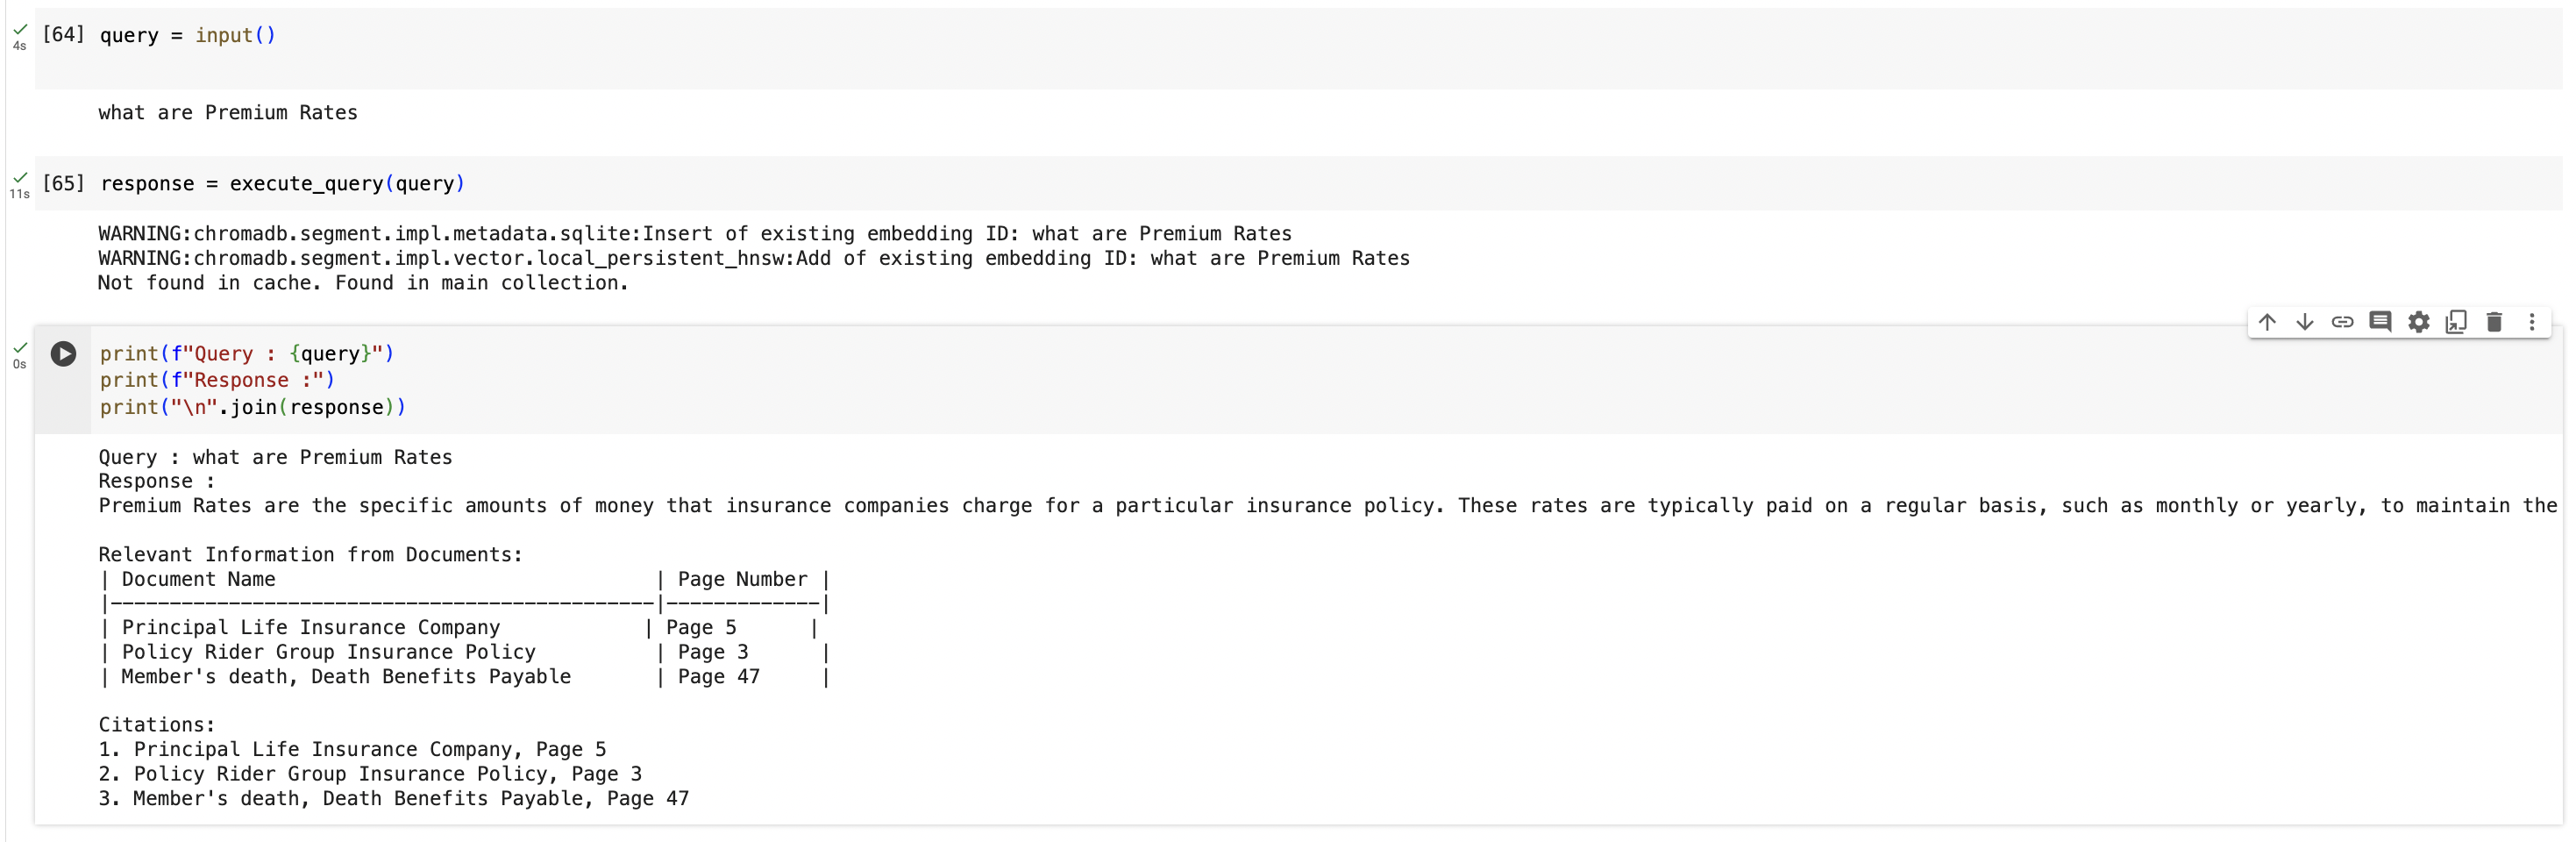 4s
[64] query = input()
what are Premium Rates
11s
[65] response = execute_query(query)
WARNING:chromadb.segment.impl.metadata.sqlite:Insert of existing embedding ID: what are Premium Rates
WARNING:chromadb.segment.impl.vector.local_persistent_hnsw:Add of existing embedding ID: what are Premium Rates
Not found in cache. Found in main collection.
0s
print(f"Query : {query}")
print(f"Response :")
print("\n".join(response))
Query : what are Premium Rates
Response :
Premium Rates are the specific amounts of money that insurance companies charge for a particular insurance policy. These rates are typically paid on a regular basis, such as monthly or yearly, to maintain the
Relevant Information from Documents:
| Document Name                                | Page Number |
|----------------------------------------------|-------------|
| Principal Life Insurance Company            | Page 5      |
| Policy Rider Group Insurance Policy          | Page 3      |
| Member's death, Death Benefits Payable       | Page 47     |
Citations:
1. Principal Life Insurance Company, Page 5
2. Policy Rider Group Insurance Policy, Page 3
3. Member's death, Death Benefits Payable, Page 47